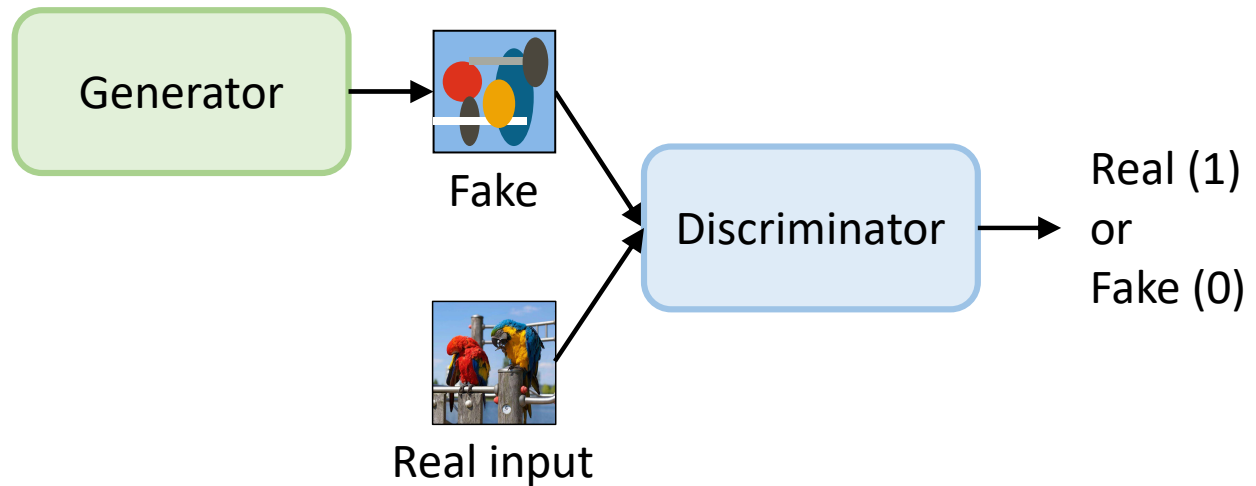 Generator
Fake
Discriminator
Real (1)
or
Fake (0)
Real input